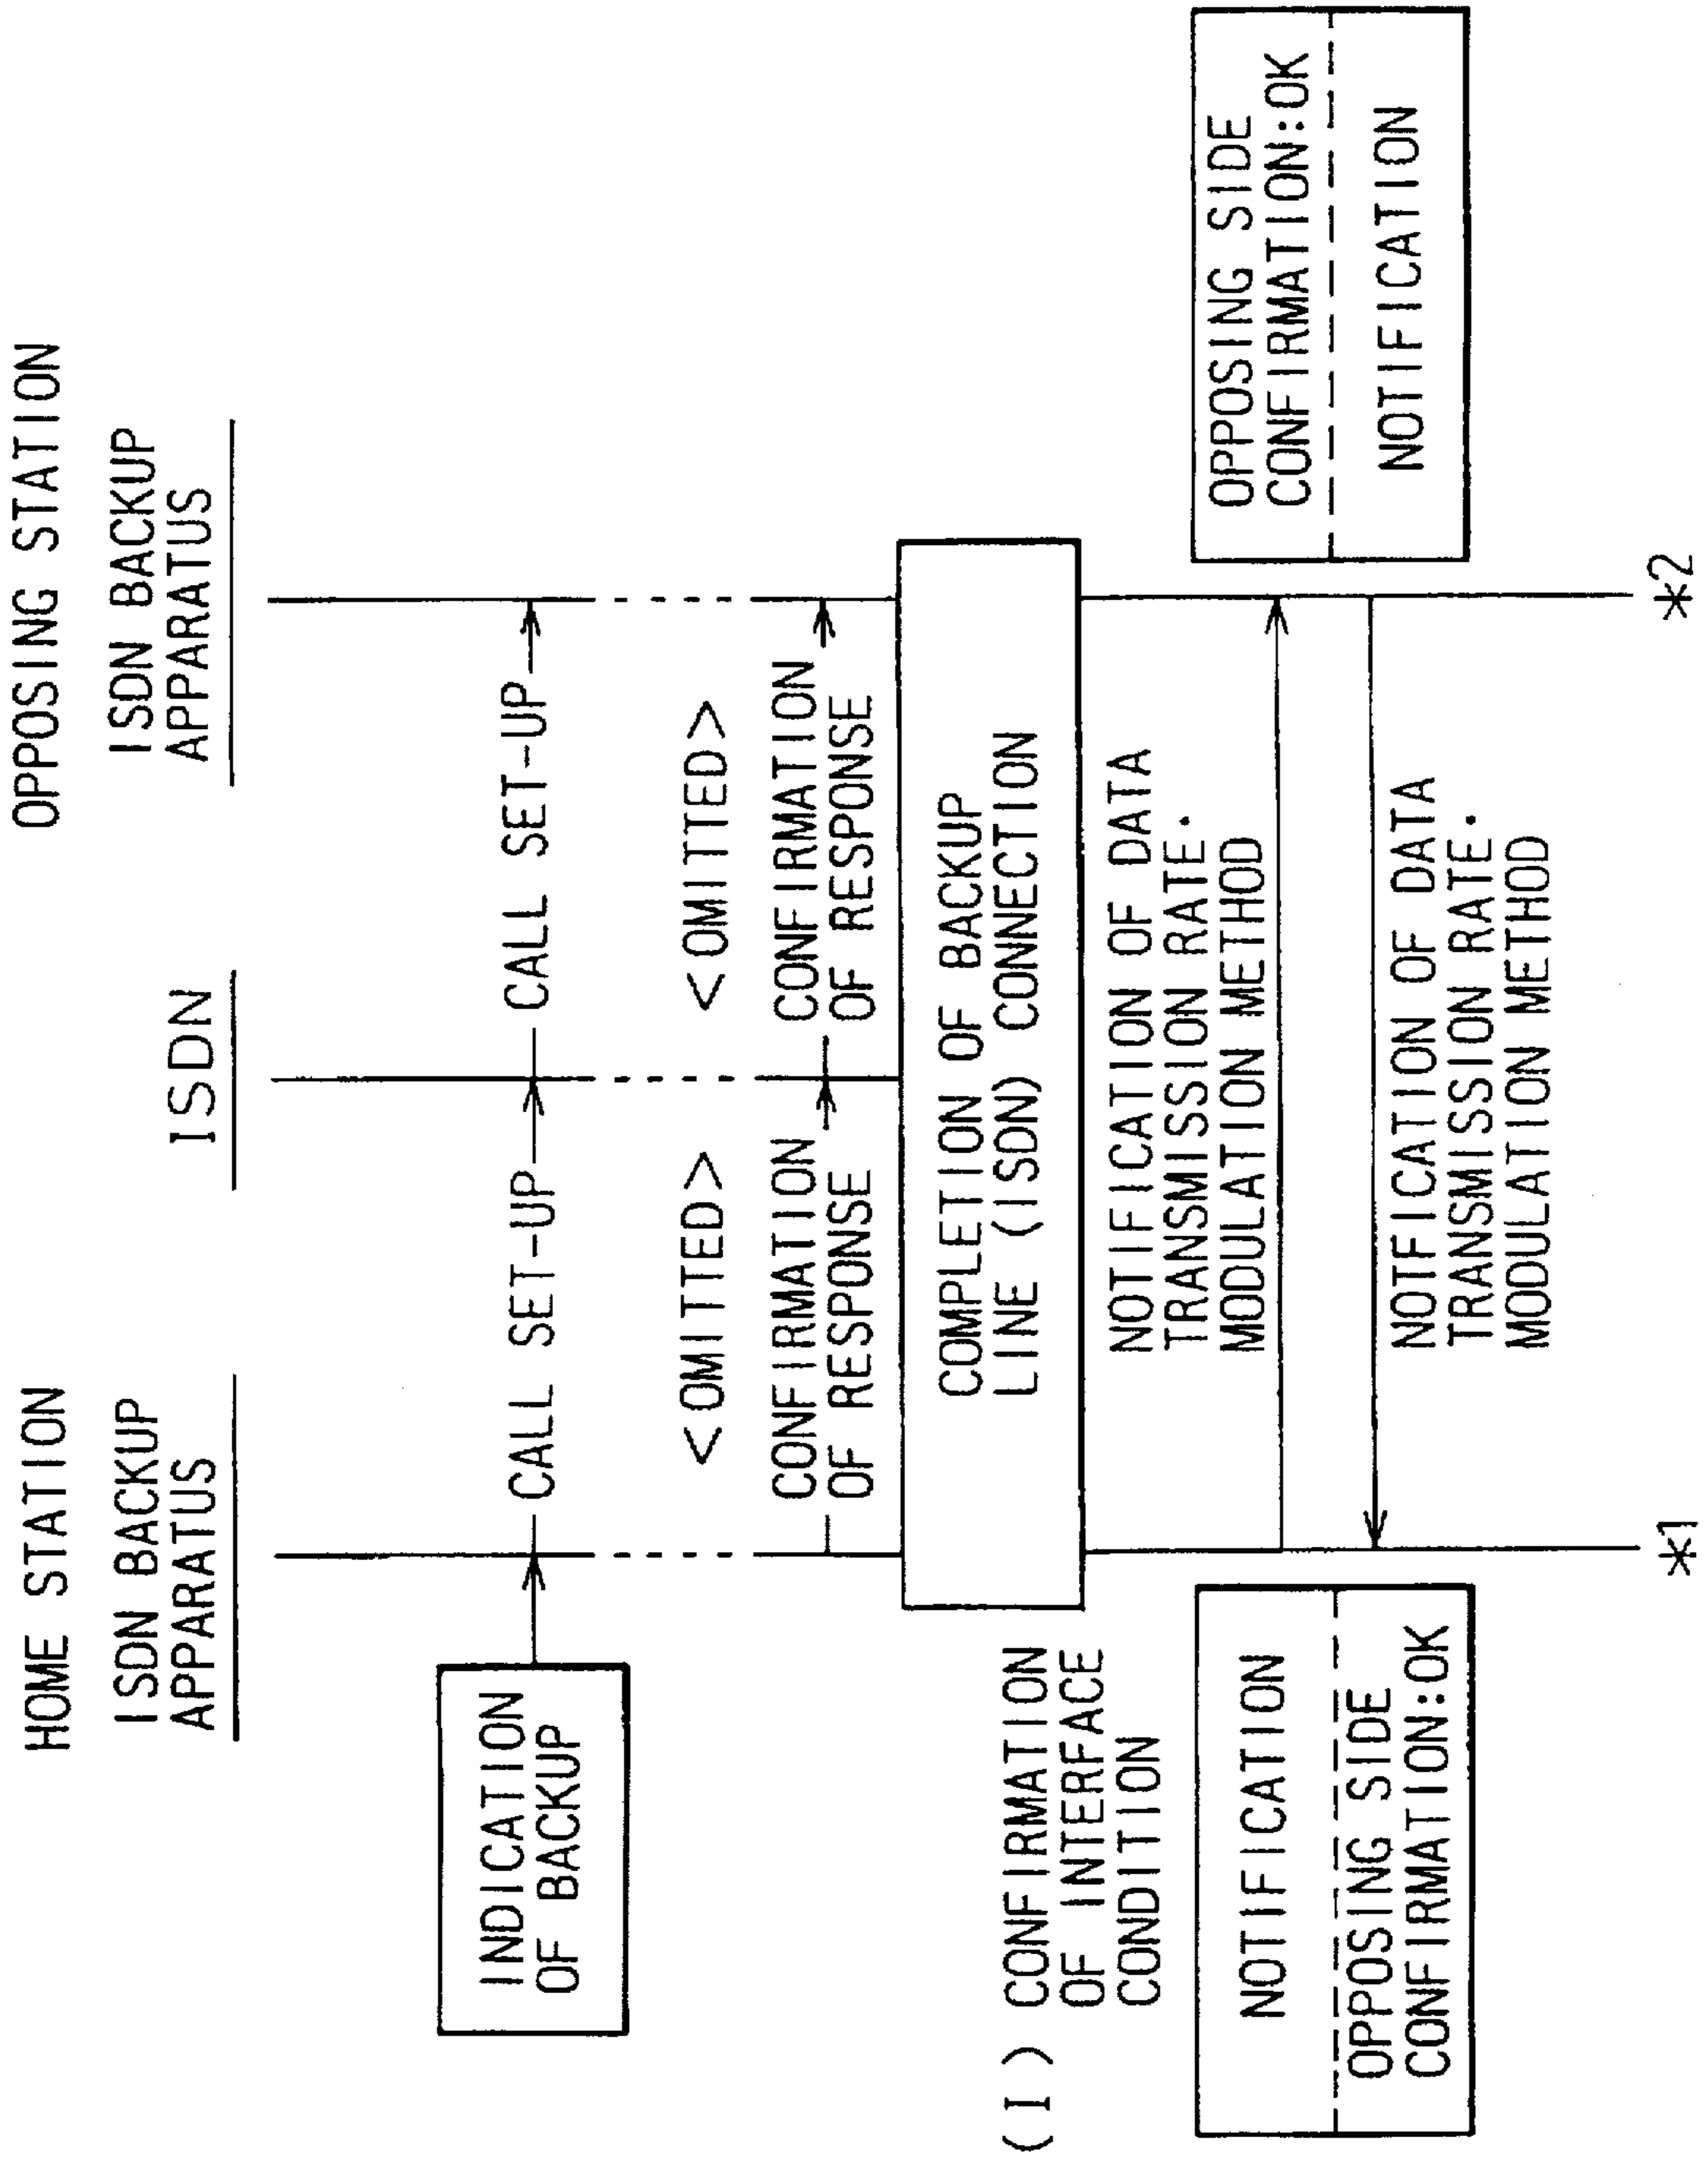 HOME STATION
OPPOSING STATION
ISDN BACKUP
APPARATUS
ISDN
ISDN BACKUP
APPARATUS
INDICATION
OF BACKUP
CALL SET-UP
CALL SET-UP
<OMITTED>
<OMITTED>
CONFIRMATION
OF RESPONSE
CONFIRMATION
OF RESPONSE
COMPLETION OF BACKUP
LINE (ISDN) CONNECTION
(I) CONFIRMATION
OF INTERFACE
CONDITION
NOTIFICATION OF DATA
TRANSMISSION RATE.
MODULATION METHOD
NOTIFICATION
OPPOSING SIDE
CONFIRMATION:OK
OPPOSING SIDE
CONFIRMATION:OK
NOTIFICATION
NOTIFICATION OF DATA
TRANSMISSION RATE.
MODULATION METHOD
*1
*2